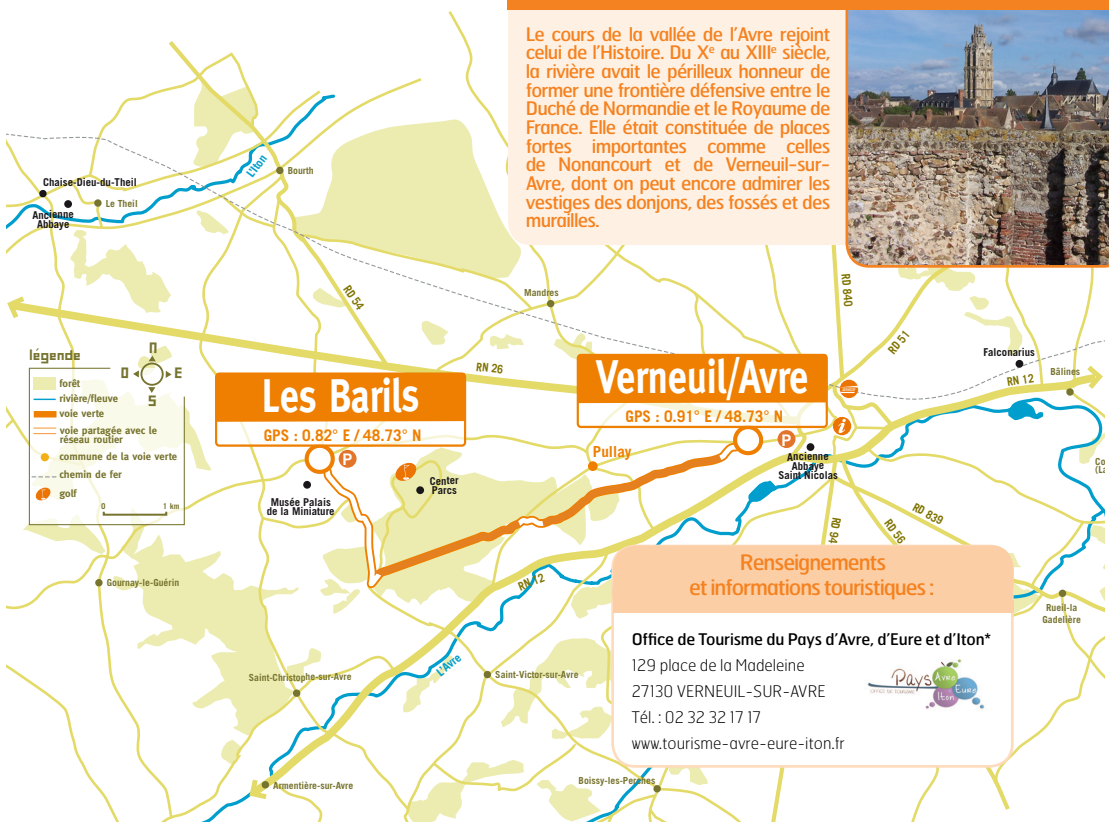 Le cours de la vallée de l'Avre rejoint
celui de l'Histoire. Du Xᵉ au XIIIᵉ siècle,
la rivière avait le périlleux honneur de
former une frontière défensive entre le
Duché de Normandie et le Royaume de
France. Elle était constituée de places
fortes importantes comme celles
de Nonancourt et de Verneuil-sur-
Avre, dont on peut encore admirer les
vestiges des donjons, des fossés et des
murailles.
L'Iton
Bourth
Chaise-Dieu-du-Theil
Le Theil
Ancienne
Abbaye
RD 54
Mandres
RD 840
RD 51
Falconarius
Bâlines
RN 12
RN 26
légende
N
O
E
S
forêt
rivière/fleuve
voie verte
voie partagée avec le
réseau routier
commune de la voie verte
chemin de fer
golf
0
1 km
Les Barils
GPS : 0.82° E / 48.73° N
Verneuil/Avre
GPS : 0.91° E / 48.73° N
P
Musée Palais
de la Miniature
Center
Parcs
Pullay
P
i
Ancienne
Abbaye
Saint Nicolas
RD 839
RD 56
RD 94
RN 12
Gournay-le-Guérin
Rueil-la
Gadelière
L'Avre
Saint-Christophe-sur-Avre
Saint-Victor-sur-Avre
Armentière-sur-Avre
Boissy-les-Perches
Renseignements
et informations touristiques :
Office de Tourisme du Pays d'Avre, d'Eure et d'Iton*
129 place de la Madeleine
27130 VERNEUIL-SUR-AVRE
Tél. : 02 32 32 17 17
www.tourisme-avre-eure-iton.fr
Pays
Avre
Eure
Iton
OFFICE DE TOURISME